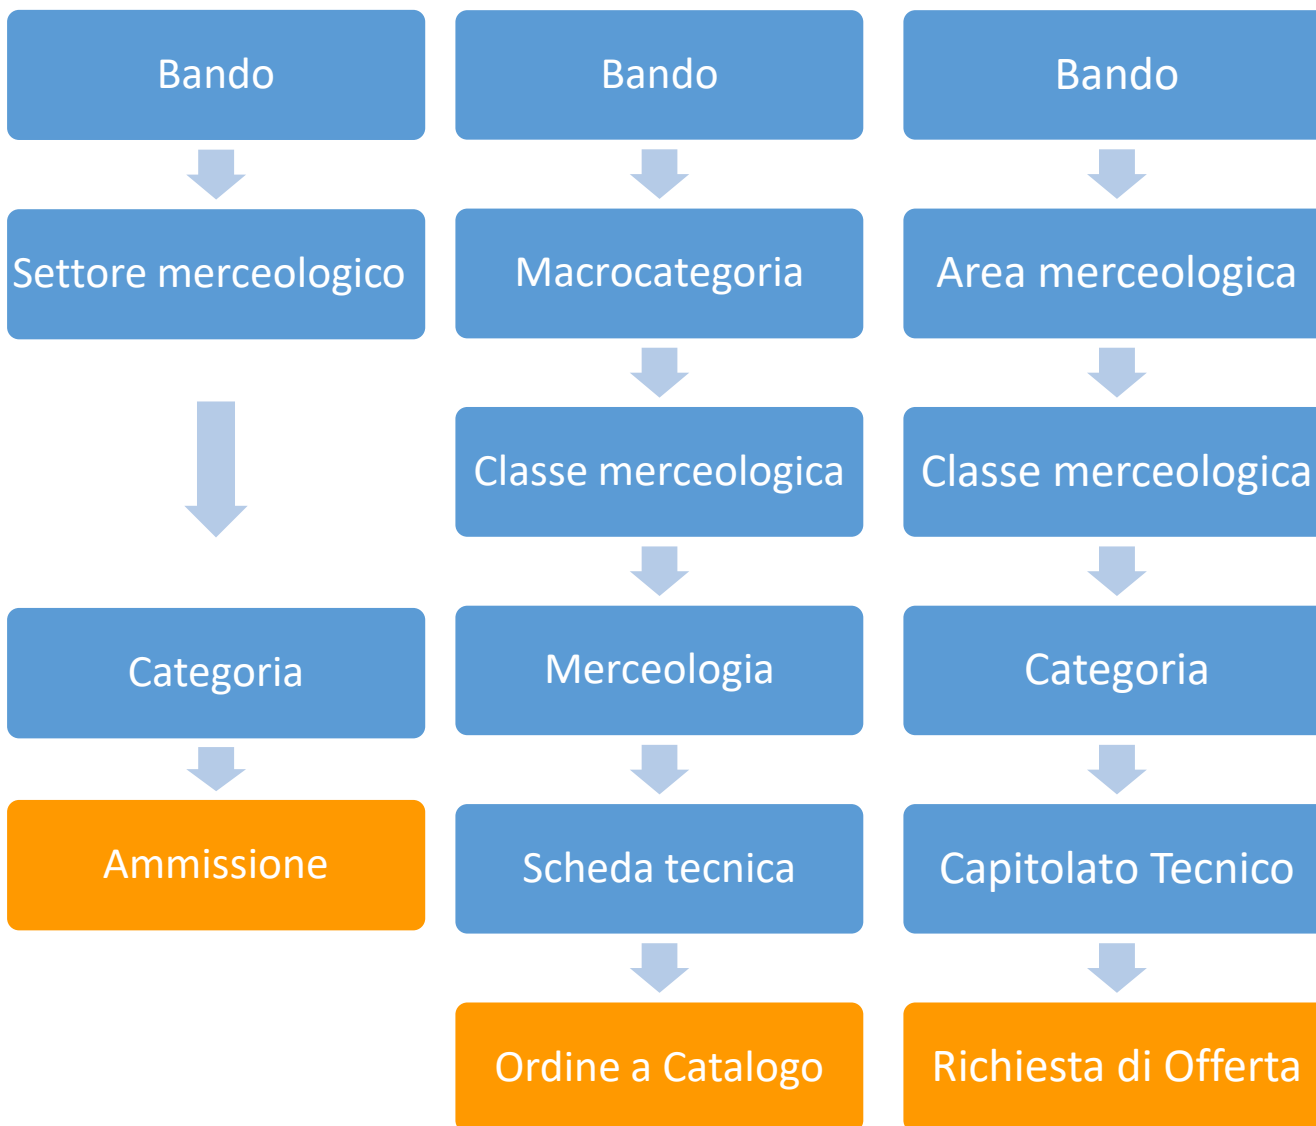 Bando
Settore merceologico
Categoria
Ammissione
Bando
Macrocategoria
Classe merceologica
Merceologia
Scheda tecnica
Ordine a Catalogo
Bando
Area merceologica
Classe merceologica
Categoria
Capitolato Tecnico
Richiesta di Offerta